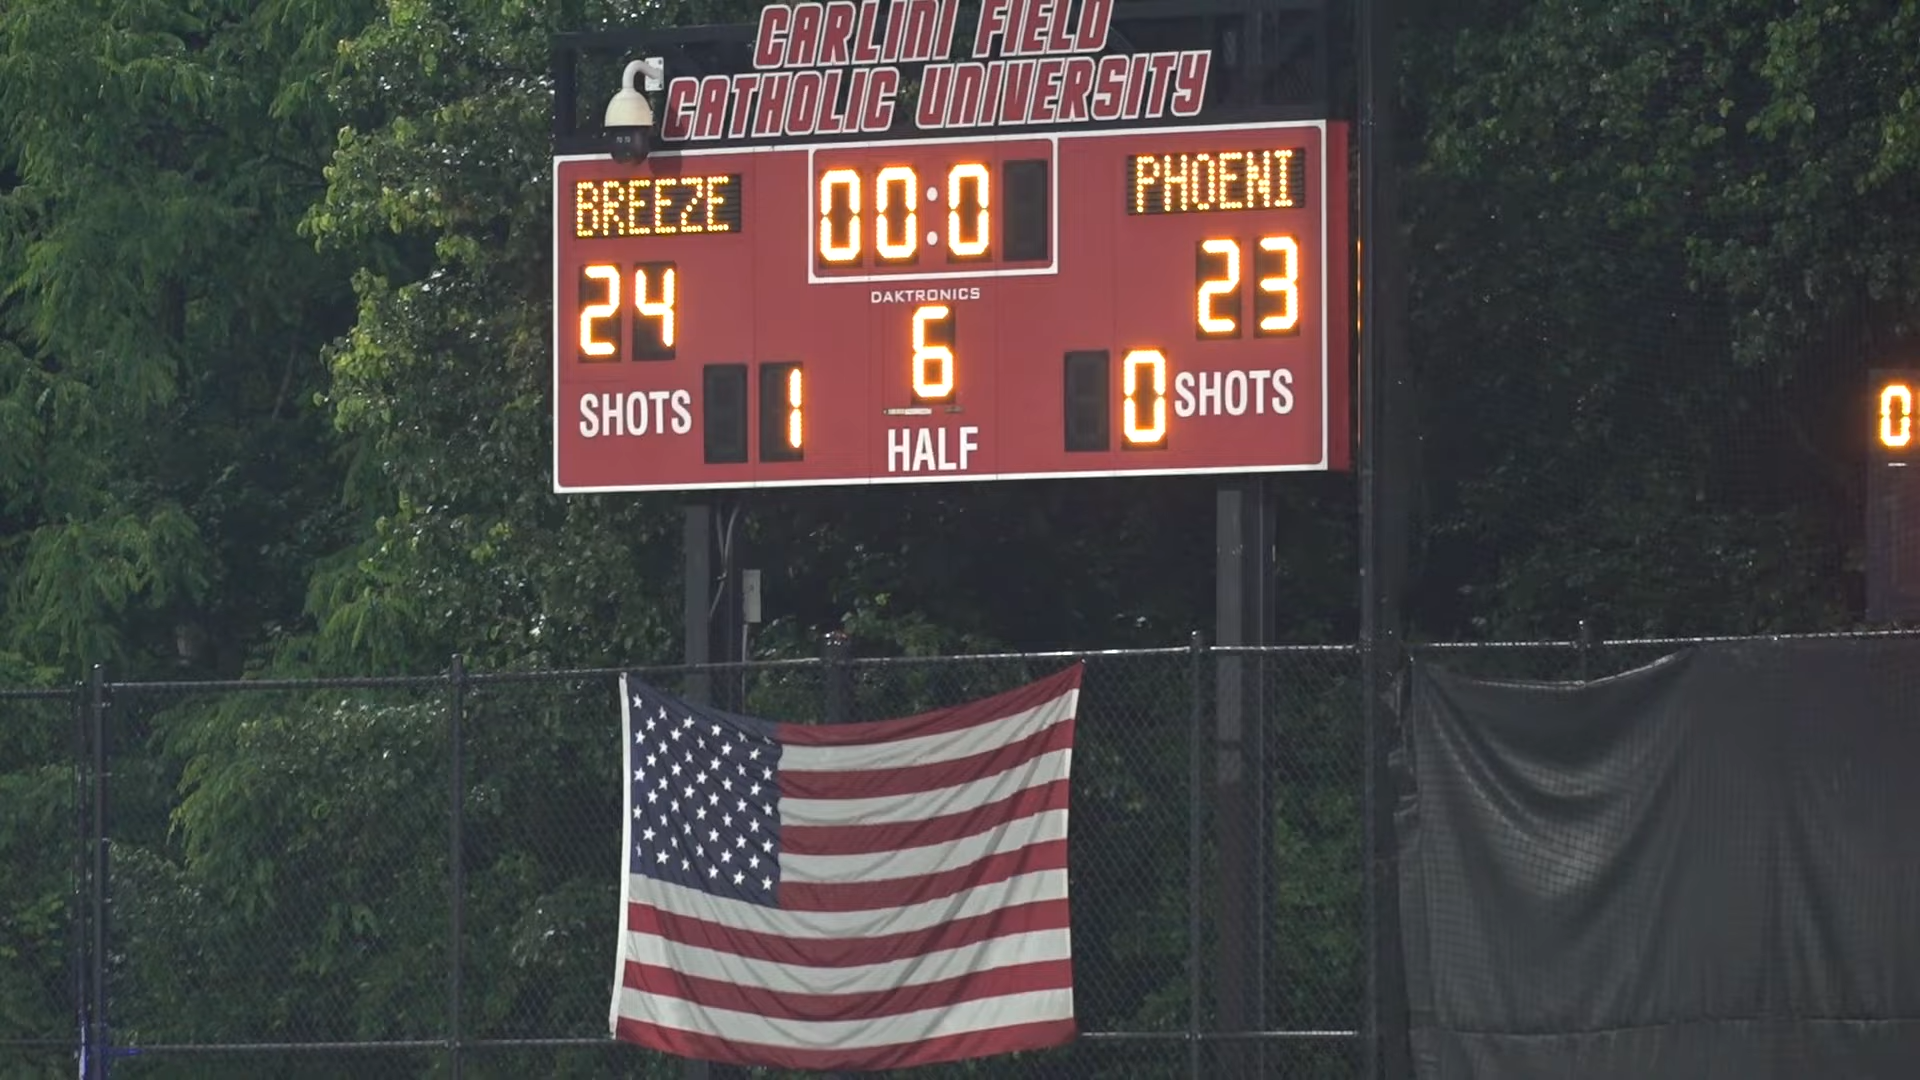 CARLINI FIELD
CATHOLIC UNIVERSITY
BREEZE 00:0 PHOENI
24 23
DAKTRONICS
6
SHOTS 1 0 SHOTS
HALF
0